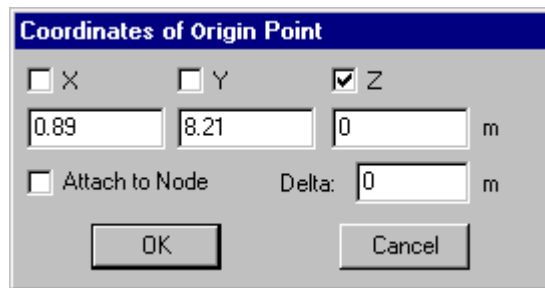 Coordinates of Origin Point
X Y Z
0.89 8.21 0 m
Attach to Node Delta: 0 m
OK Cancel